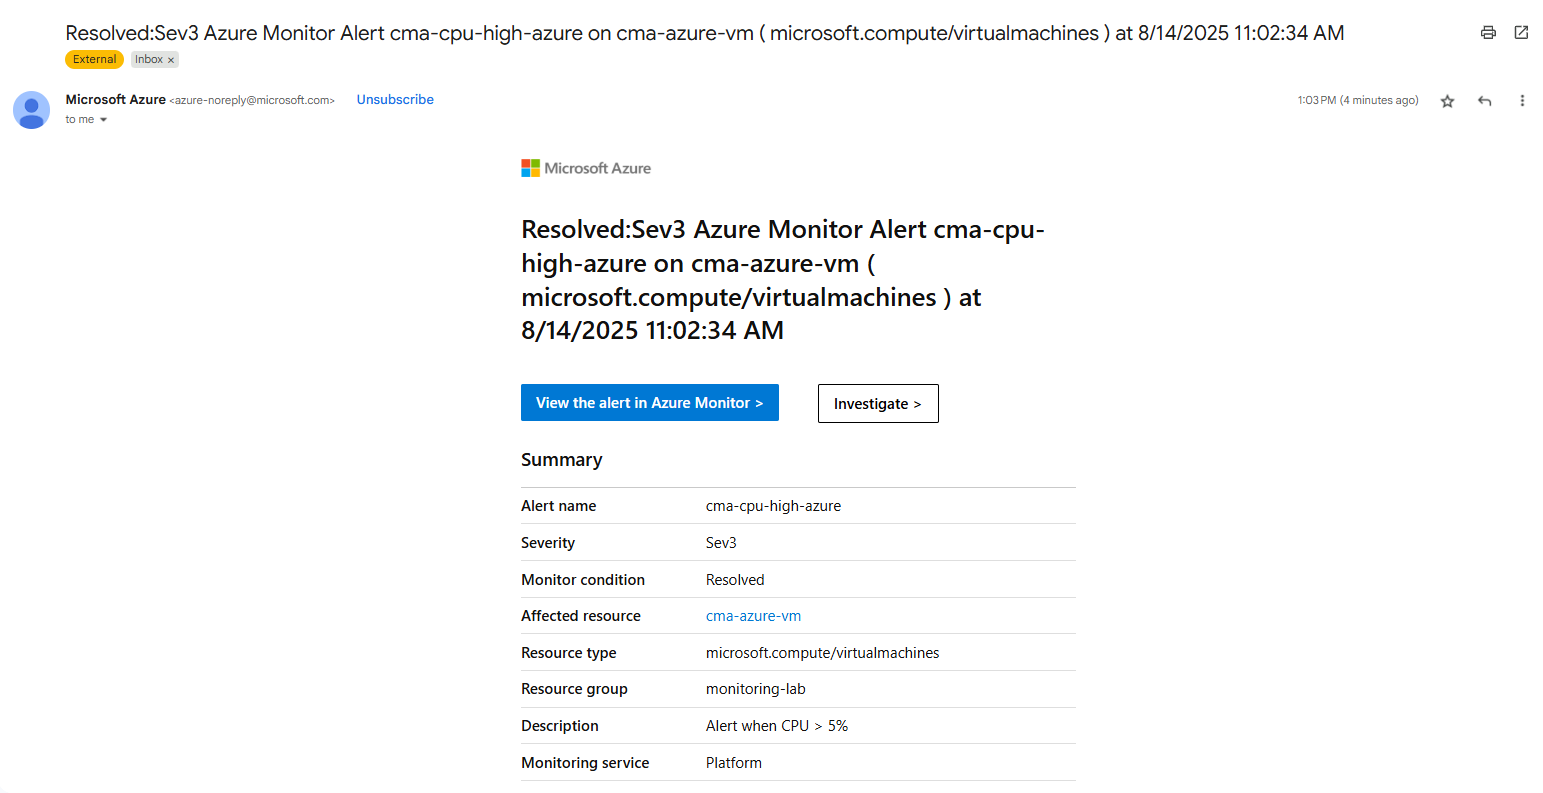 Resolved:Sev3 Azure Monitor Alert cma-cpu-high-azure on cma-azure-vm ( microsoft.compute/virtualmachines ) at 8/14/2025 11:02:34 AM
External Inbox ×
Microsoft Azure <azure-noreply@microsoft.com> Unsubscribe 1:03 PM (4 minutes ago)
to me
Microsoft Azure
Resolved:Sev3 Azure Monitor Alert cma-cpu-
high-azure on cma-azure-vm (
microsoft.compute/virtualmachines ) at
8/14/2025 11:02:34 AM
View the alert in Azure Monitor > Investigate >
Summary
Alert name cma-cpu-high-azure
Severity Sev3
Monitor condition Resolved
Affected resource cma-azure-vm
Resource type microsoft.compute/virtualmachines
Resource group monitoring-lab
Description Alert when CPU > 5%
Monitoring service Platform